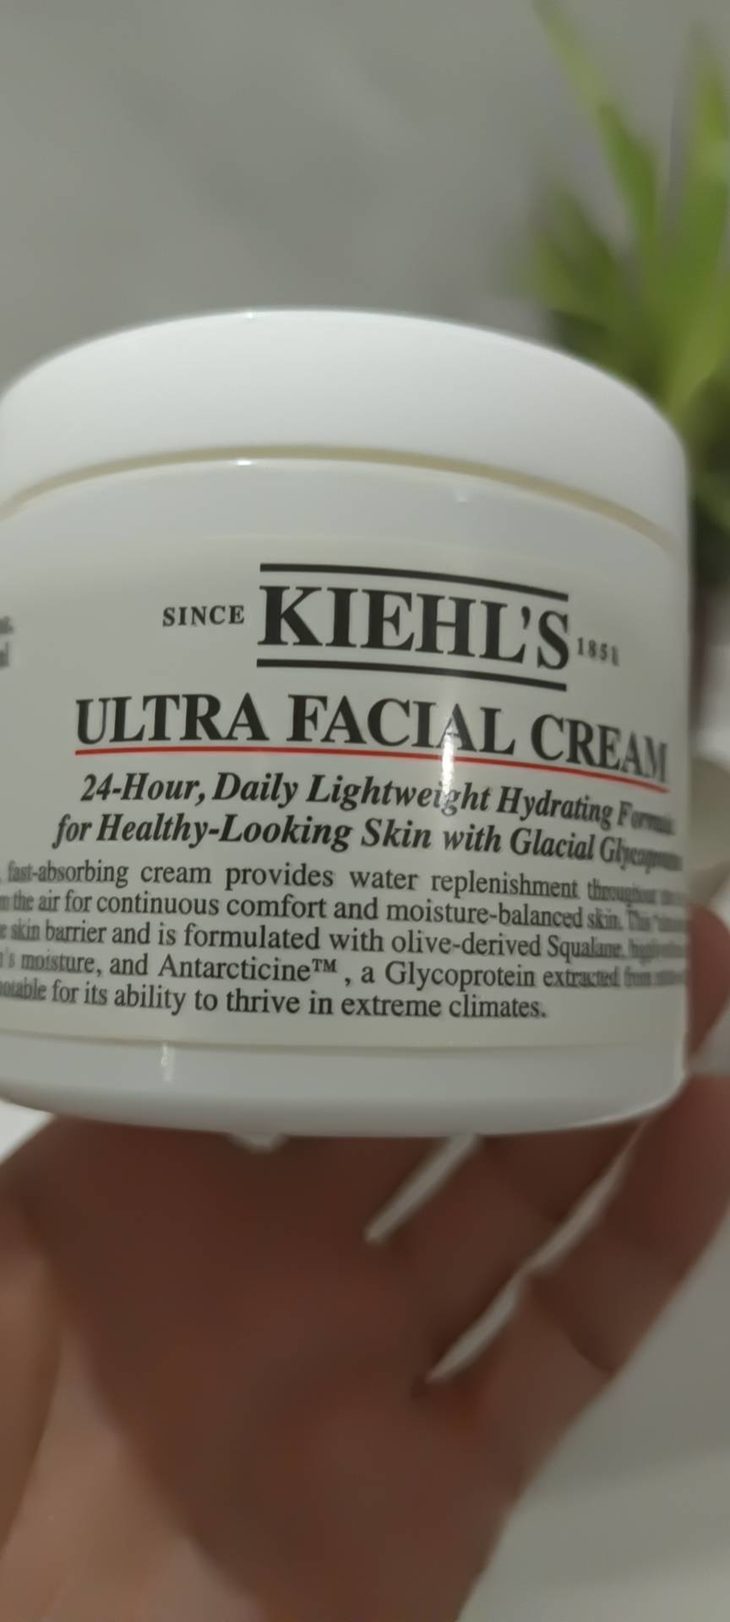 SINCE KIEHL'S 1851
ULTRA FACIAL CREAM
24-Hour, Daily Lightweight Hydrating
for Healthy-Looking Skin with Glacial
fast-absorbing cream provides water replenishment throughout
the air for continuous comfort and moisture-balanced skin. This
skin barrier and is formulated with olive-derived Squalane,
moisture, and Antarcticine™, a Glycoprotein extracted from
for its ability to thrive in extreme climates.